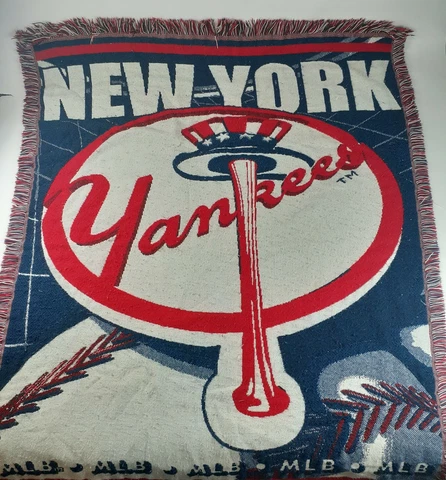 NEW YORK
Yankees TM
MLB • MLB • MLB • MLB • MLB